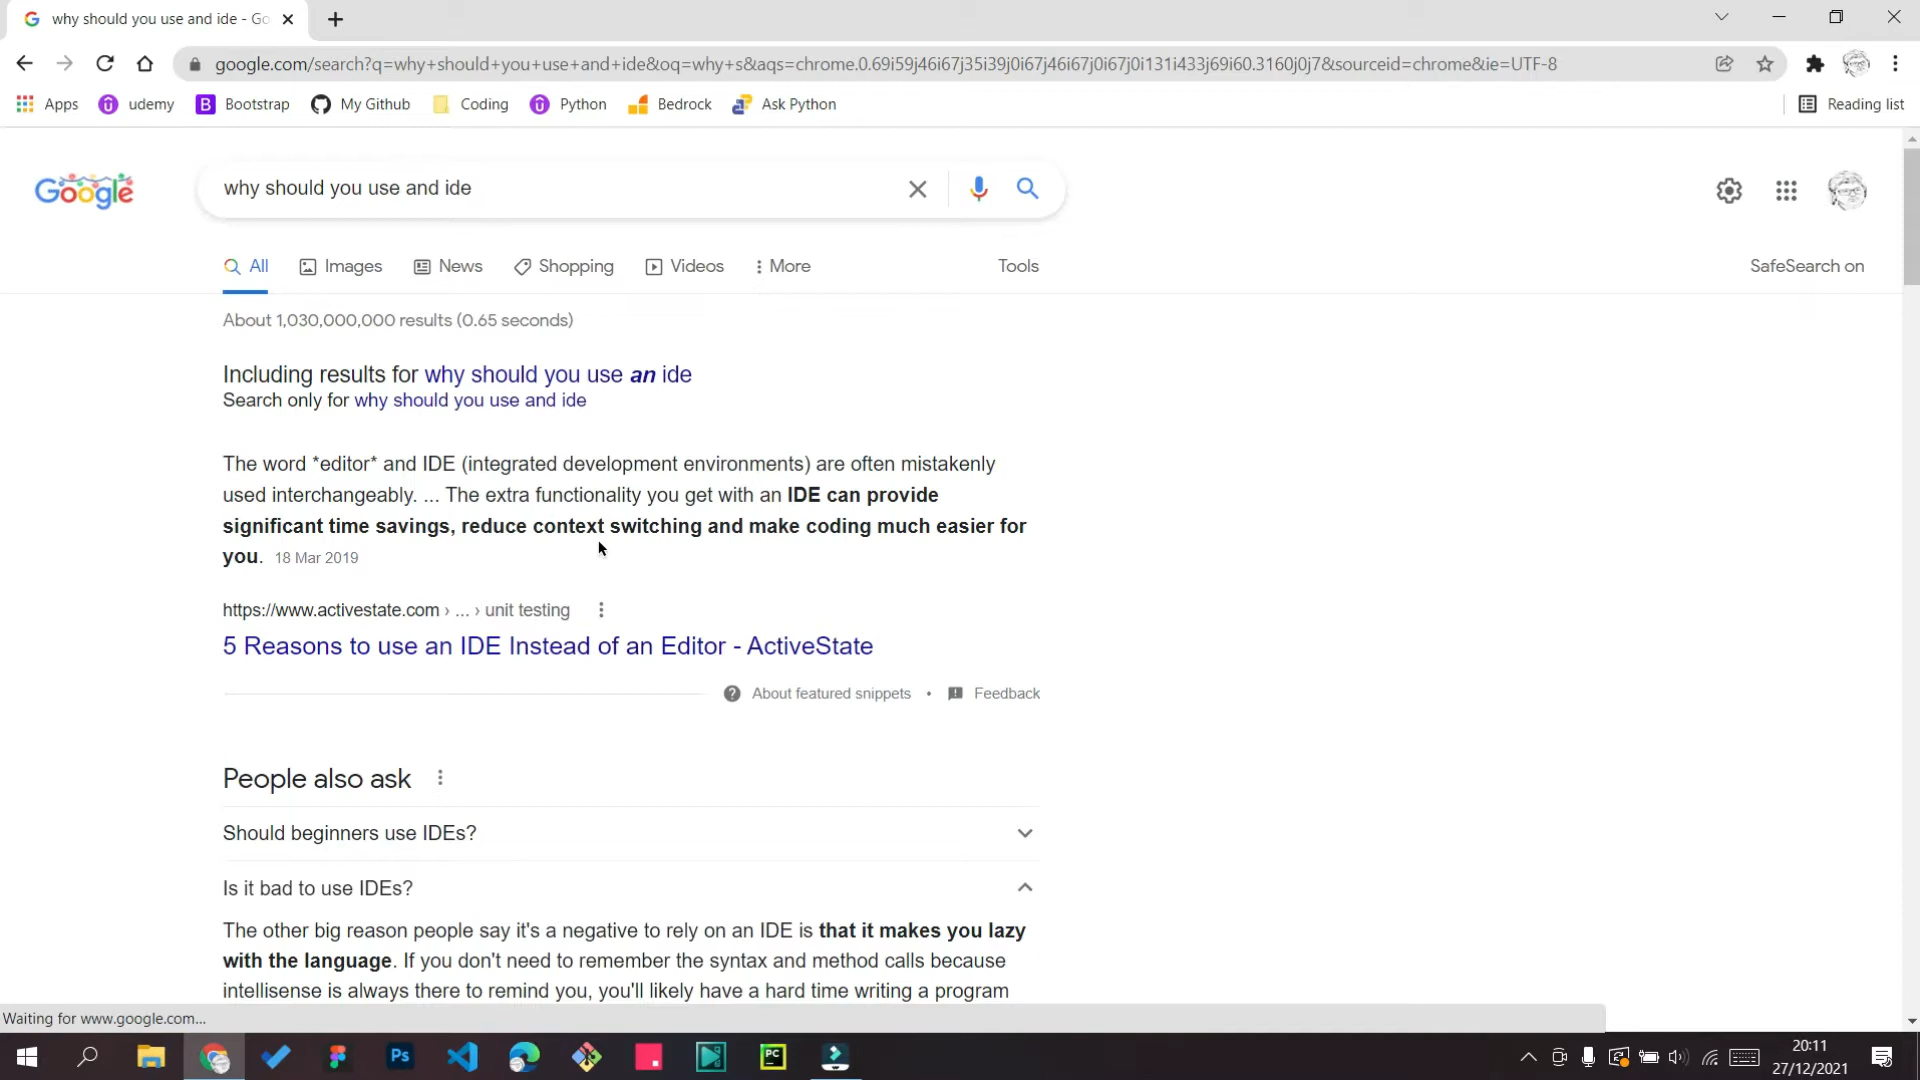 why should you use and ide - Go
google.com/search?q=why+should+you+use+and+ide&oq=why+s&aqs=chrome.0.69i59j46i67j35i39j0i67j46i67j0i67j0i131i433j69i60.3160j0j7&sourceid=chrome&ie=UTF-8
Apps udemy Bootstrap My Github Coding Python Bedrock Ask Python Reading list
Google why should you use and ide
All Images News Shopping Videos More Tools SafeSearch on
About 1,030,000,000 results (0.65 seconds)
Including results for why should you use an ide
Search only for why should you use and ide
The word *editor* and IDE (integrated development environments) are often mistakenly
used interchangeably. ... The extra functionality you get with an IDE can provide
significant time savings, reduce context switching and make coding much easier for
you. 18 Mar 2019
https://www.activestate.com › ... › unit testing
5 Reasons to use an IDE Instead of an Editor - ActiveState
About featured snippets • Feedback
People also ask
Should beginners use IDEs?
Is it bad to use IDEs?
The other big reason people say it's a negative to rely on an IDE is that it makes you lazy
with the language. If you don't need to remember the syntax and method calls because
intellisense is always there to remind you, you'll likely have a hard time writing a program
Waiting for www.google.com...
Ps PC 20:11
27/12/2021